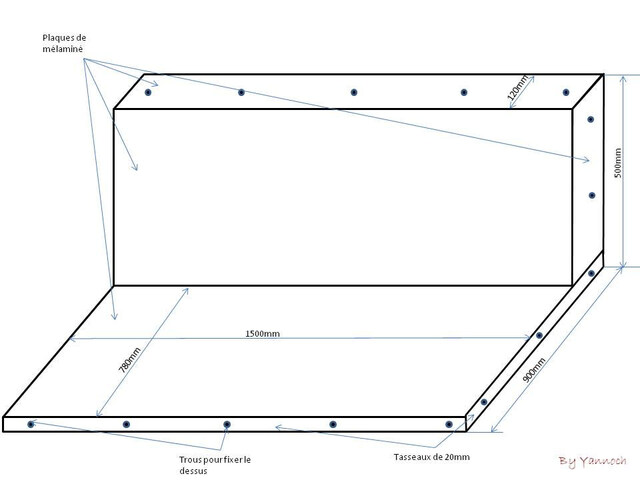 Plaques de
mélaminé
120mm
500mm
1500mm
780mm
900mm
Trous pour fixer le
dessus
Tasseaux de 20mm
By Yannoch